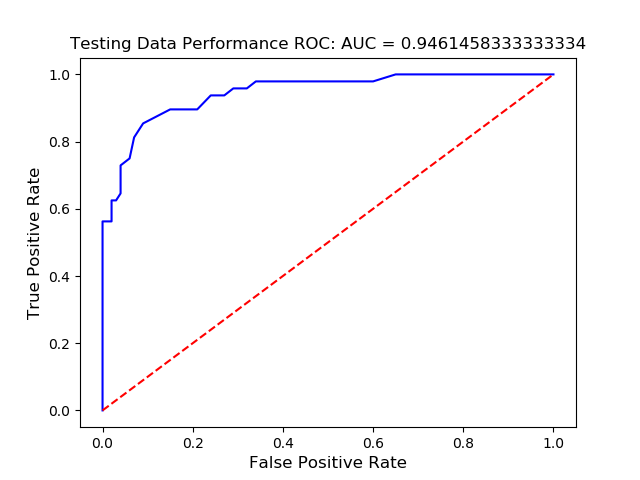 Testing Data Performance ROC: AUC = 0.9461458333333334
1.0
0.8
0.6
0.4
0.2
0.0
True Positive Rate
0.0 0.2 0.4 0.6 0.8 1.0
False Positive Rate